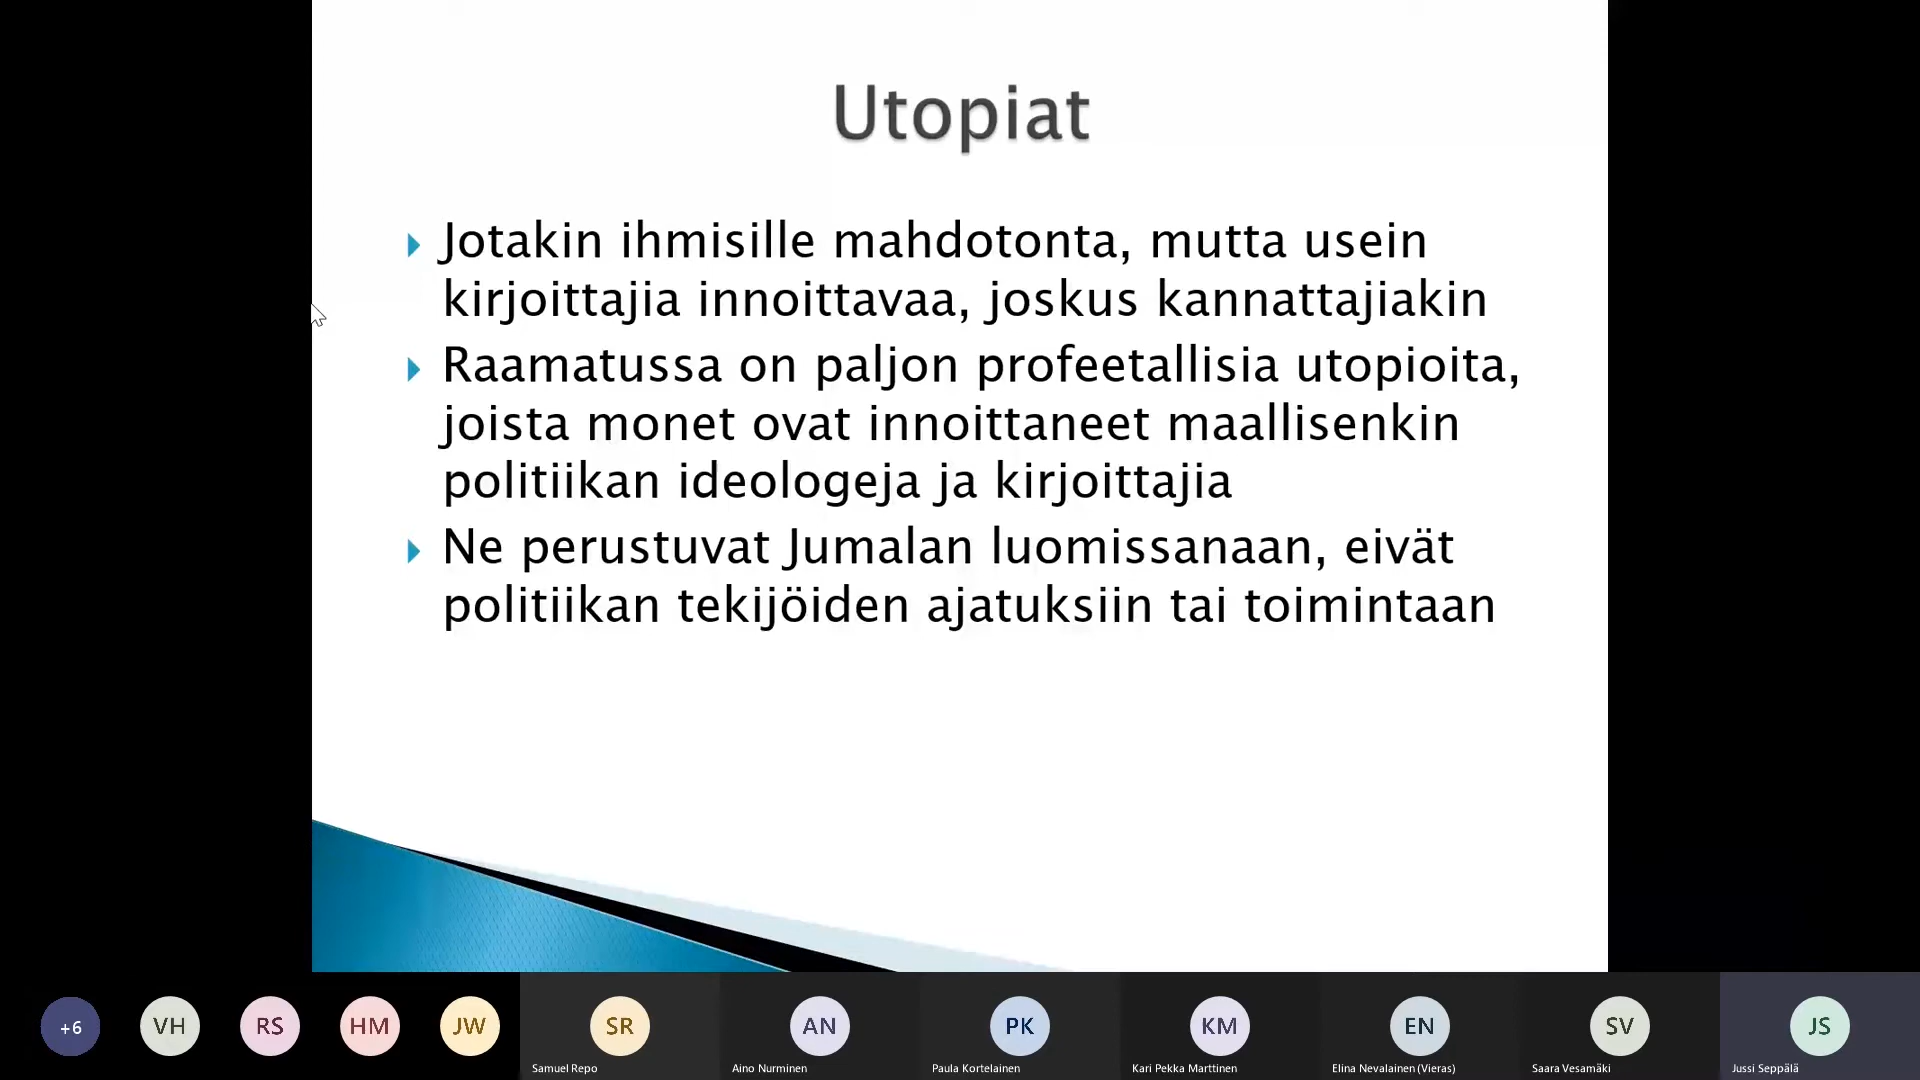 Utopiat
Jotakin ihmisille mahdotonta, mutta usein
kirjoittajia innoittavaa, joskus kannattajiakin
Raamatussa on paljon profeetallisia utopioita,
joista monet ovat innoittaneet maallisenkin
politiikan ideologeja ja kirjoittajia
Ne perustuvat Jumalan luomissanaan, eivät
politiikan tekijöiden ajatuksiin tai toimintaan
+6 VH RS HM JW SR AN PK KM EN SV JS
Samuel Repo Aino Nurminen Paula Kortelainen Kari Pekka Marttinen Elina Nevalainen (Vieras) Saara Vesamäki Jussi Seppälä